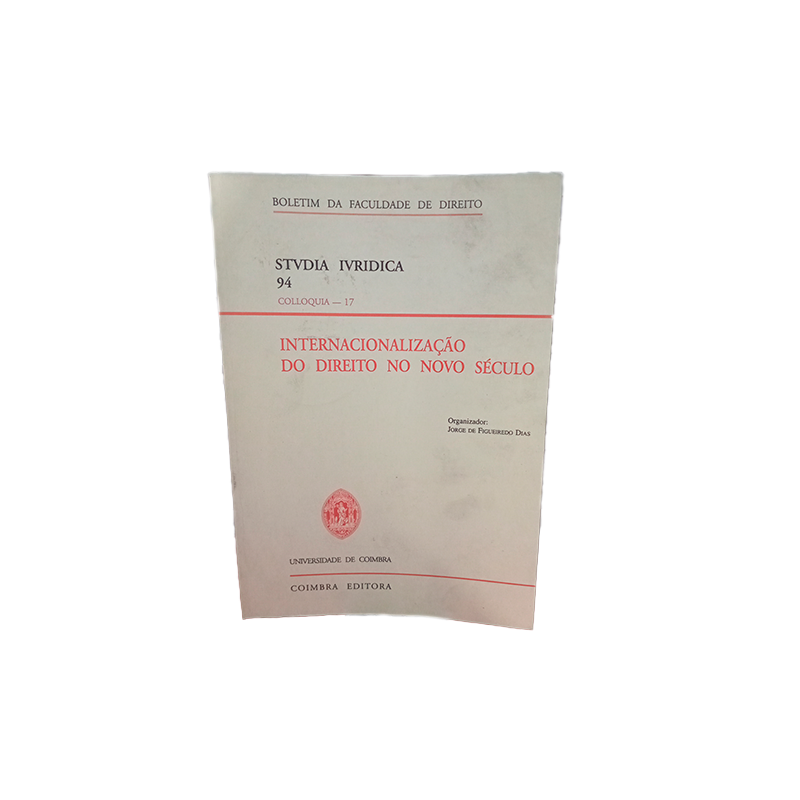 BOLETIM DA FACULDADE DE DIREITO
STVDIA IVRIDICA
94
COLLOQUIA — 17
INTERNACIONALIZAÇÃO
DO DIREITO NO NOVO SÉCULO
Organizador:
JORGE DE FIGUEIREDO DIAS
UNIVERSIDADE DE COIMBRA
COIMBRA EDITORA